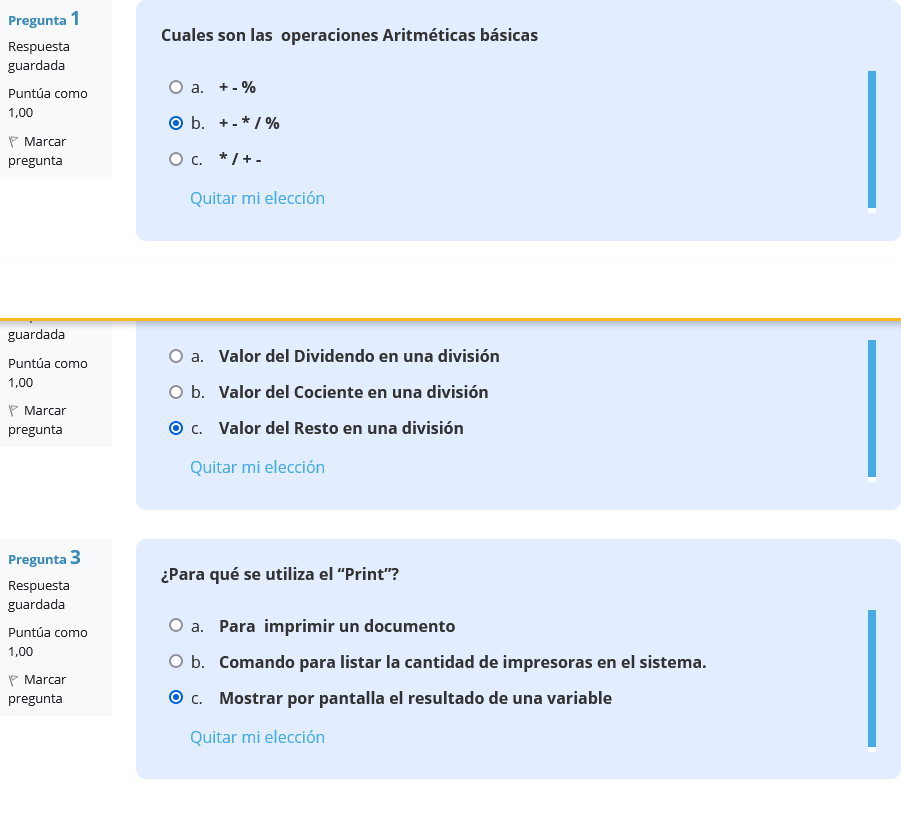 Pregunta 1
Respuesta
guardada
Puntúa como
1,00
Marcar
pregunta
Cuales son las  operaciones Aritméticas básicas
a. + - %
b. + - * / %
c. * / + -
Quitar mi elección
guardada
Puntúa como
1,00
Marcar
pregunta
a. Valor del Dividendo en una división
b. Valor del Cociente en una división
c. Valor del Resto en una división
Quitar mi elección
Pregunta 3
Respuesta
guardada
Puntúa como
1,00
Marcar
pregunta
¿Para qué se utiliza el “Print”?
a. Para  imprimir un documento
b. Comando para listar la cantidad de impresoras en el sistema.
c. Mostrar por pantalla el resultado de una variable
Quitar mi elección